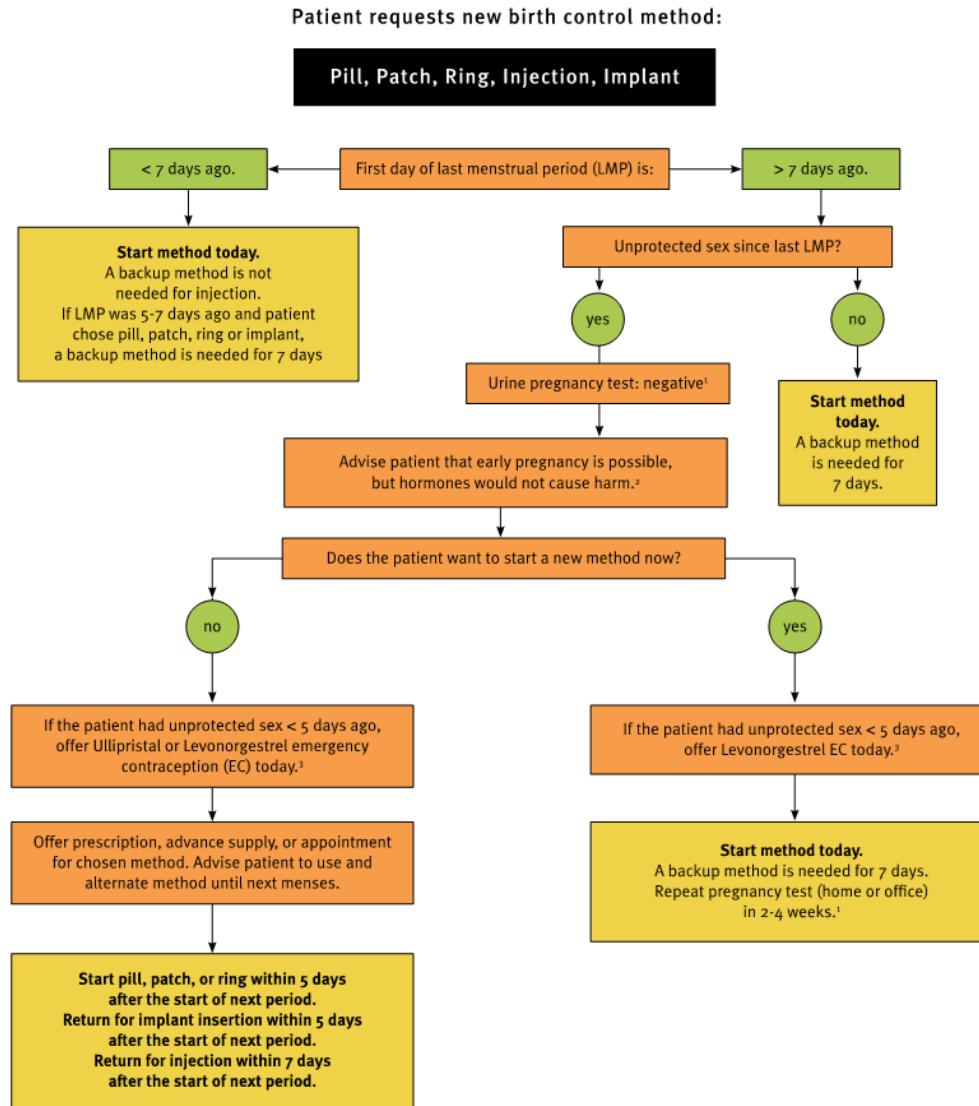 Patient requests new birth control method:
Pill, Patch, Ring, Injection, Implant
< 7 days ago.
First day of last menstrual period (LMP) is:
> 7 days ago.
Start method today.
A backup method is not
needed for injection.
If LMP was 5-7 days ago and patient
chose pill, patch, ring or implant,
a backup method is needed for 7 days
Unprotected sex since last LMP?
yes
no
Urine pregnancy test: negative¹
Start method
today.
A backup method
is needed for
7 days.
Advise patient that early pregnancy is possible,
but hormones would not cause harm.²
Does the patient want to start a new method now?
no
yes
If the patient had unprotected sex < 5 days ago,
offer Ullipristal or Levonorgestrel emergency
contraception (EC) today.³
If the patient had unprotected sex < 5 days ago,
offer Levonorgestrel EC today.³
Offer prescription, advance supply, or appointment
for chosen method. Advise patient to use and
alternate method until next menses.
Start method today.
A backup method is needed for 7 days.
Repeat pregnancy test (home or office)
in 2-4 weeks.¹
Start pill, patch, or ring within 5 days
after the start of next period.
Return for implant insertion within 5 days
after the start of next period.
Return for injection within 7 days
after the start of next period.